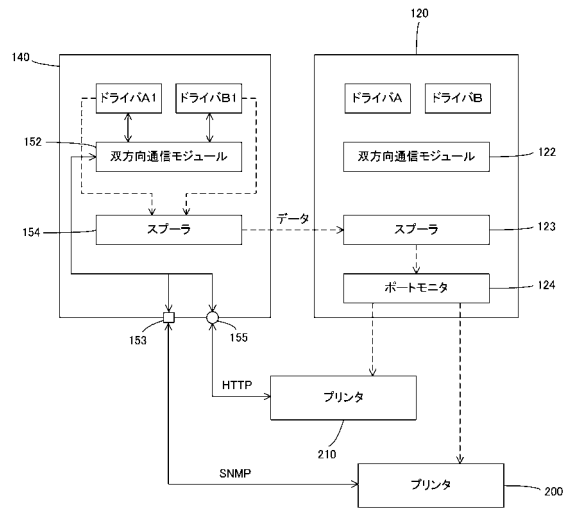 120
140
ドライバA1
ドライバB1
ドライバA
ドライバB
152
双方向通信モジュール
双方向通信モジュール
122
データ
154
スプーラ
スプーラ
123
ポートモニタ
124
153
155
HTTP
プリンタ
210
SNMP
プリンタ
200